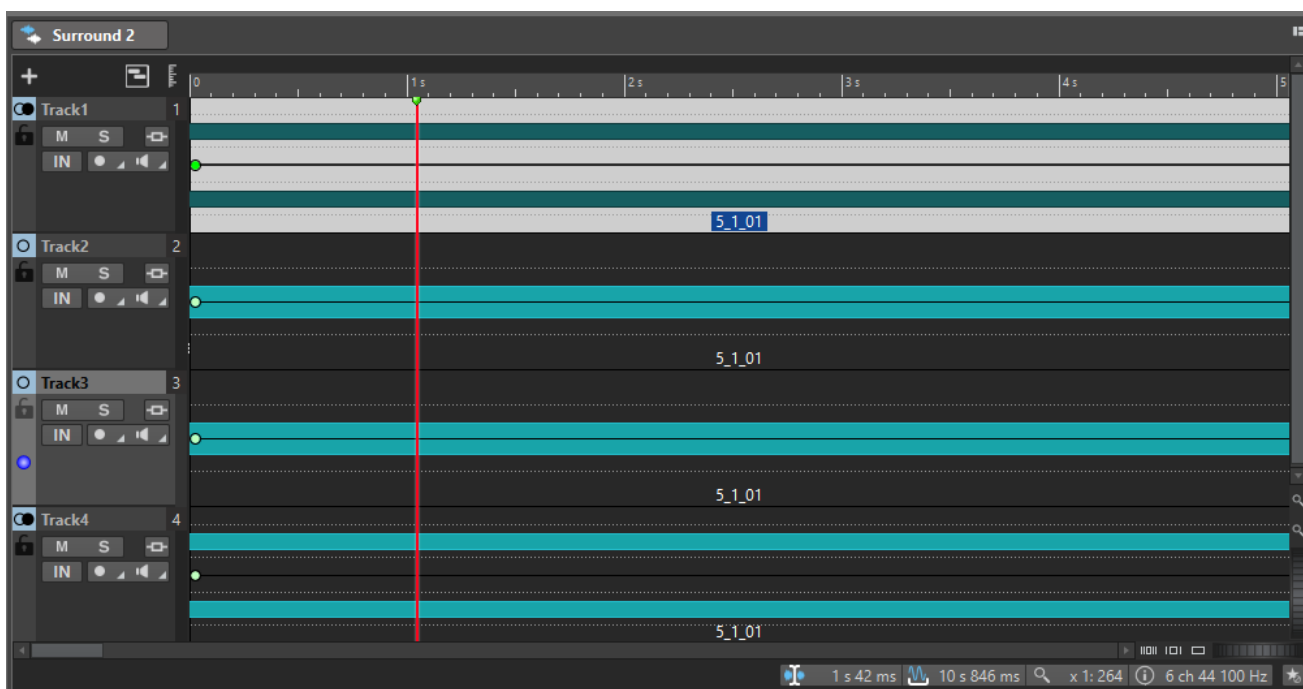 Surround 2
0 1 s 2 s 3 s 4 s 5
Track1 1
M S
IN
5_1_01
Track2 2
M S
IN
5_1_01
Track3 3
M S
IN
5_1_01
Track4 4
M S
IN
5_1_01
1 s 42 ms 10 s 846 ms x 1: 264 6 ch 44 100 Hz